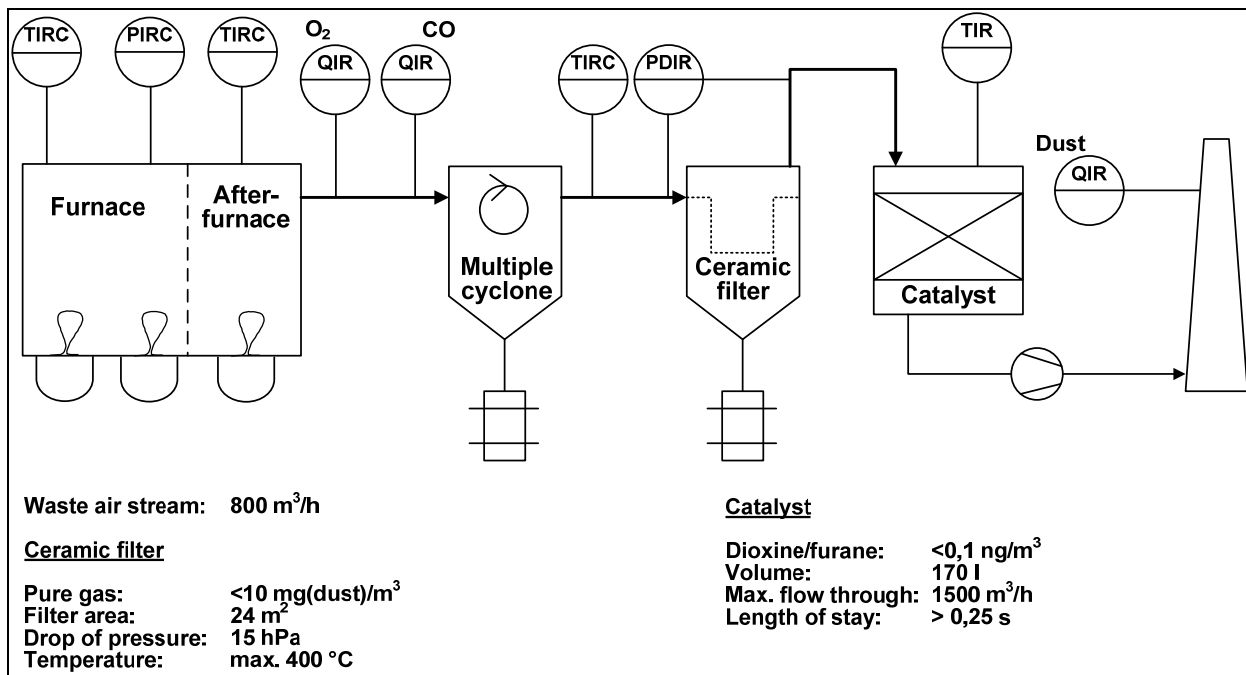 TIRC
PIRC
TIRC
O₂
QIR
CO
QIR
TIRC
PDIR
TIR
Dust
QIR
Furnace
After-
furnace
Multiple
cyclone
Ceramic
filter
Catalyst
Waste air stream: 800 m³/h
Ceramic filter
Pure gas: <10 mg(dust)/m³
Filter area: 24 m²
Drop of pressure: 15 hPa
Temperature: max. 400 °C
Catalyst
Dioxine/furane: <0,1 ng/m³
Volume: 170 l
Max. flow through: 1500 m³/h
Length of stay: > 0,25 s